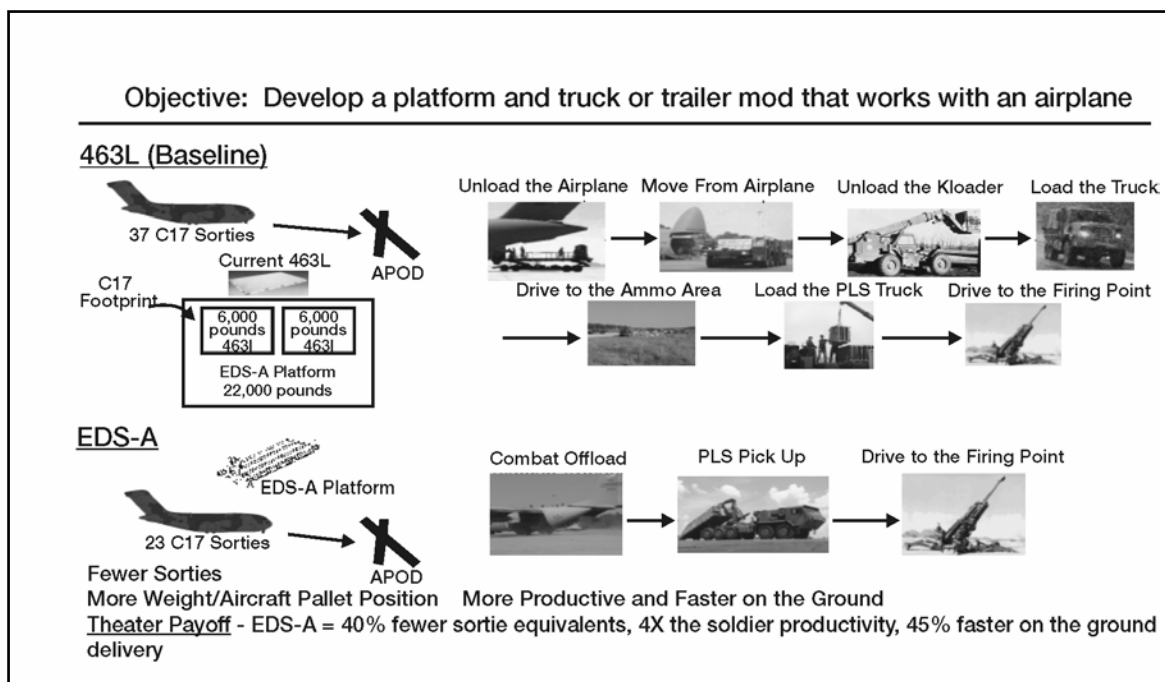 Objective: Develop a platform and truck or trailer mod that works with an airplane
463L (Baseline)
37 C17 Sorties
APOD
Current 463L
C17
Footprint
6,000
pounds
463l
6,000
pounds
463l
EDS-A Platform
22,000 pounds
Unload the Airplane
Move From Airplane
Unload the Kloader
Load the Truck
Drive to the Ammo Area
Load the PLS Truck
Drive to the Firing Point
EDS-A
EDS-A Platform
23 C17 Sorties
APOD
Combat Offload
PLS Pick Up
Drive to the Firing Point
Fewer Sorties
More Weight/Aircraft Pallet Position More Productive and Faster on the Ground
Theater Payoff - EDS-A = 40% fewer sortie equivalents, 4X the soldier productivity, 45% faster on the ground
delivery